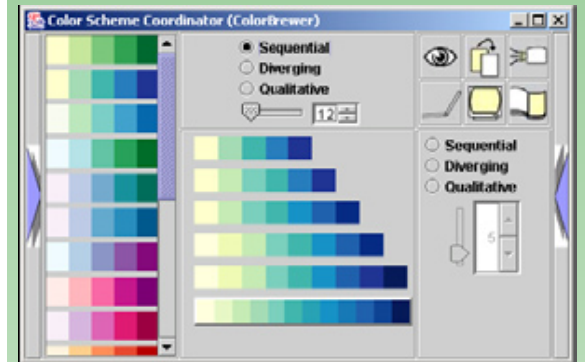 Color Scheme Coordinator (ColorBrewer)
Sequential
Diverging
Qualitative
12
Sequential
Diverging
Qualitative
5